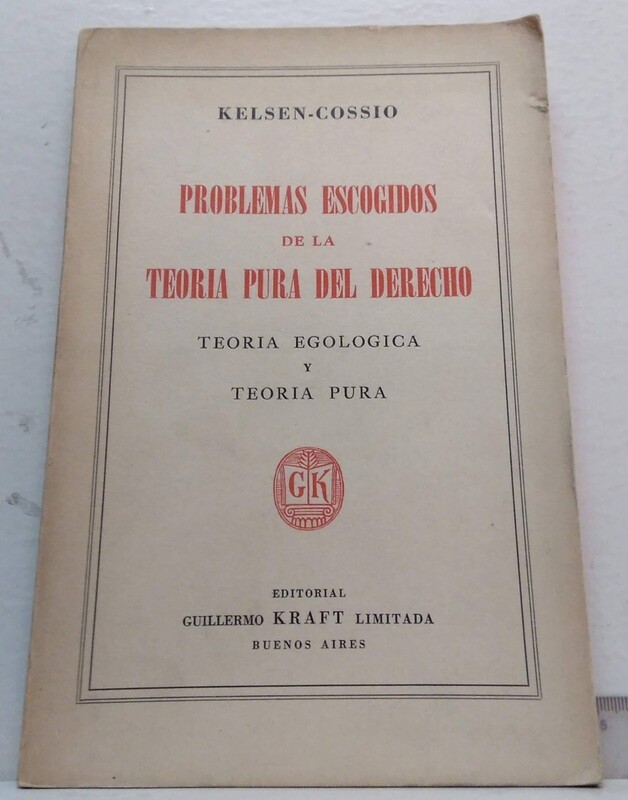 KELSEN-COSSIO
PROBLEMAS ESCOGIDOS
DE LA
TEORIA PURA DEL DERECHO
TEORIA EGOLOGICA
Y
TEORIA PURA
G K
EDITORIAL
GUILLERMO KRAFT LIMITADA
BUENOS AIRES